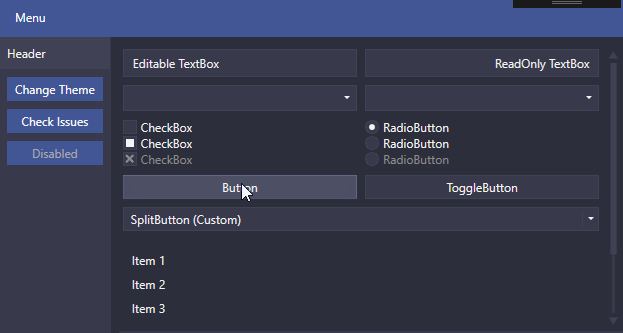 Menu
Header
Change Theme
Check Issues
Disabled
Editable TextBox
ReadOnly TextBox
CheckBox
RadioButton
CheckBox
RadioButton
CheckBox
RadioButton
Button
ToggleButton
SplitButton (Custom)
Item 1
Item 2
Item 3